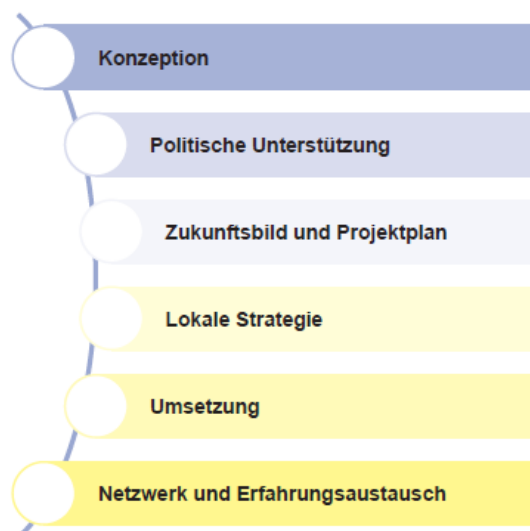 Konzeption
Politische Unterstützung
Zukunftsbild und Projektplan
Lokale Strategie
Umsetzung
Netzwerk und Erfahrungsaustausch